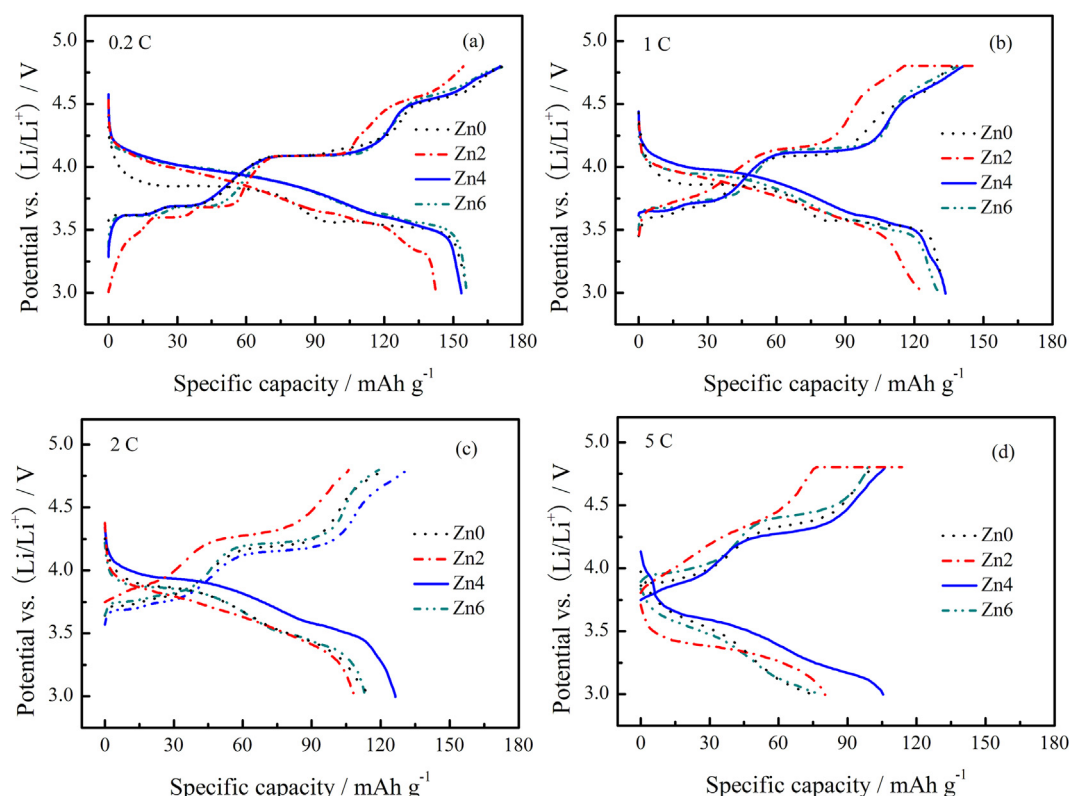 0.2 C
(a)
5.0
4.5
4.0
3.5
3.0
Potential vs. (Li/Li⁺) / V
Zn0
Zn2
Zn4
Zn6
0 30 60 90 120 150 180
Specific capacity / mAh g⁻¹
1 C
(b)
5.0
4.5
4.0
3.5
3.0
Potential vs. (Li/Li⁺) / V
Zn0
Zn2
Zn4
Zn6
0 30 60 90 120 150 180
Specific capacity / mAh g⁻¹
2 C
(c)
5.0
4.5
4.0
3.5
3.0
Potential vs. (Li/Li⁺) / V
Zn0
Zn2
Zn4
Zn6
0 30 60 90 120 150 180
Specific capacity / mAh g⁻¹
5 C
(d)
5.0
4.5
4.0
3.5
3.0
Potential vs. (Li/Li⁺) / V
Zn0
Zn2
Zn4
Zn6
0 30 60 90 120 150 180
Specific capacity / mAh g⁻¹